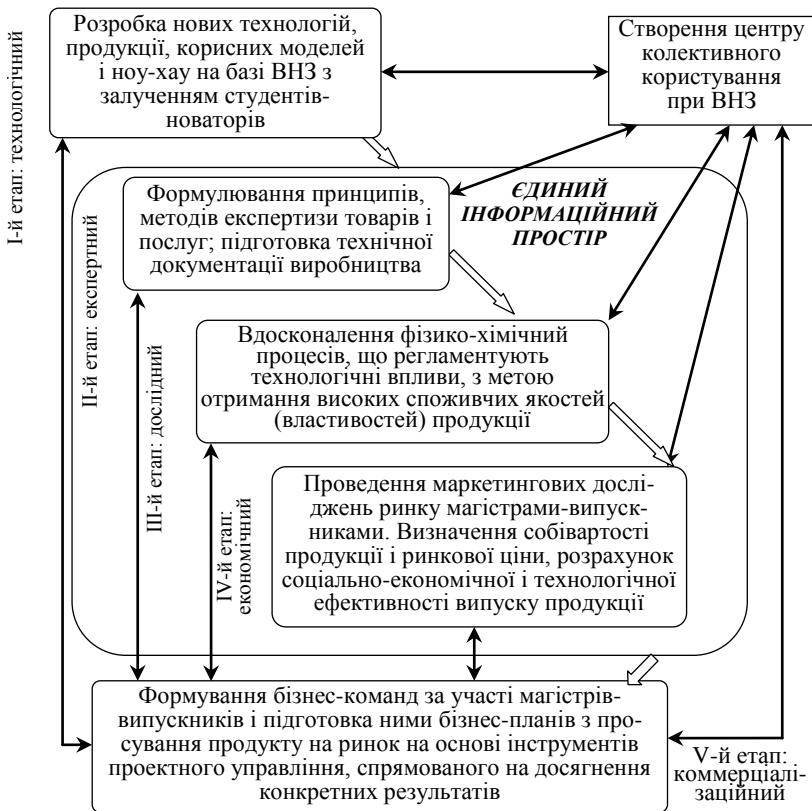 Розробка нових технологій,
продукції, корисних моделей
і ноу-хау на базі ВНЗ з
залученням студентів-
новаторів
Створення центру
колективного
користування
при ВНЗ
І-й етап: технологічний
ЄДИНИЙ
ІНФОРМАЦІЙНИЙ
ПРОСТІР
Формулювання принципів,
методів експертизи товарів і
послуг; підготовка технічної
документації виробництва
ІІ-й етап: експертний
Вдосконалення фізико-хімічний
процесів, що регламентують
технологічні впливи, з метою
отримання високих споживчих якостей
(властивостей) продукції
ІІІ-й етап: дослідний
Проведення маркетингових дослі-
джень ринку магістрами-випуск-
никами. Визначення собівартості
продукції і ринкової ціни, розрахунок
соціально-економічної і технологічної
ефективності випуску продукції
IV-й етап:
економічний
Формування бізнес-команд за участі магістрів-
випускників і підготовка ними бізнес-планів з про-
сування продукту на ринок на основі інструментів
проектного управління, спрямованого на досягнення
конкретних результатів
V-й етап:
коммерціалі-
заційний